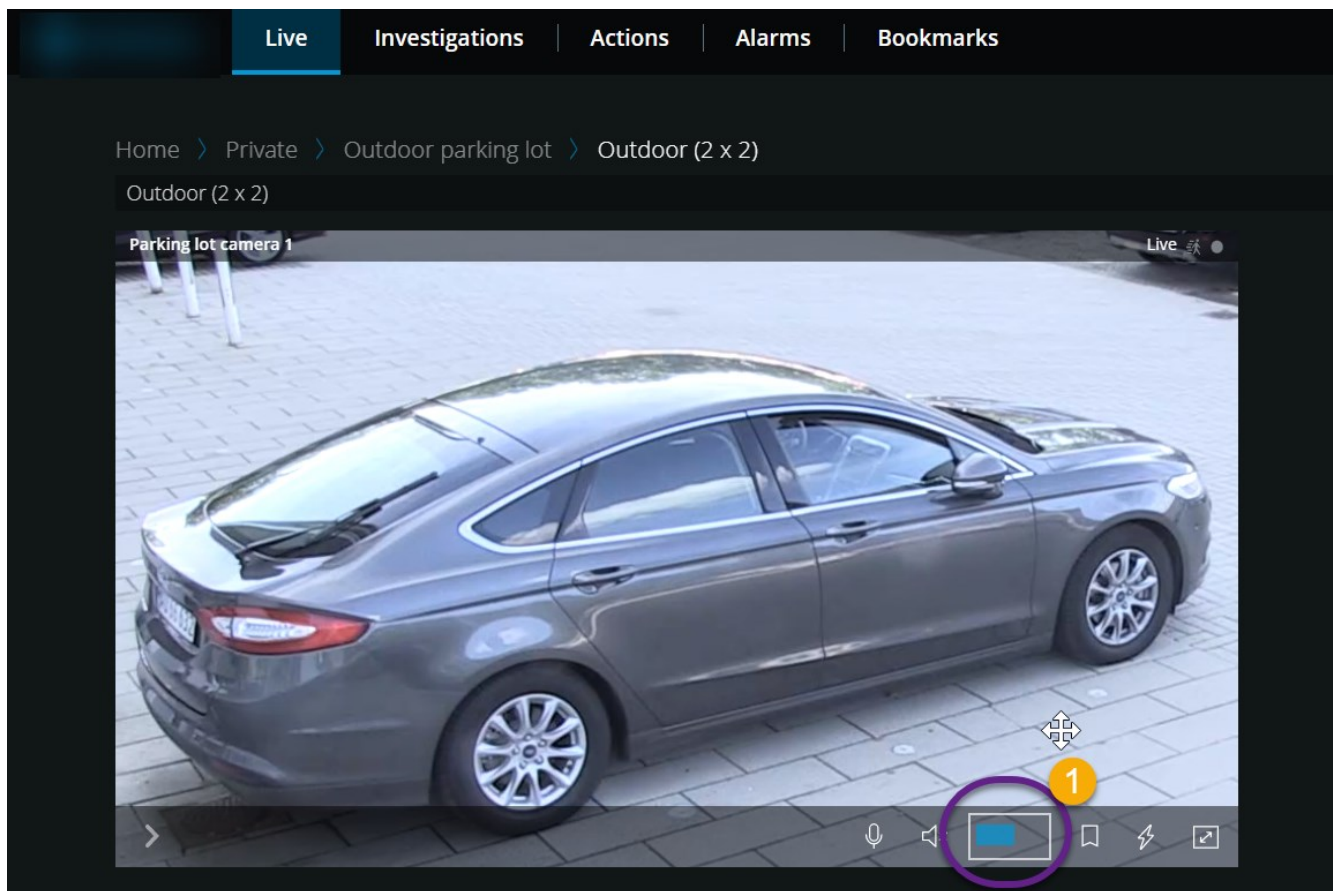 Live Investigations Actions Alarms Bookmarks
Home 〉 Private 〉 Outdoor parking lot 〉 Outdoor (2 x 2)
Outdoor (2 x 2)
Parking lot camera 1 Live
1